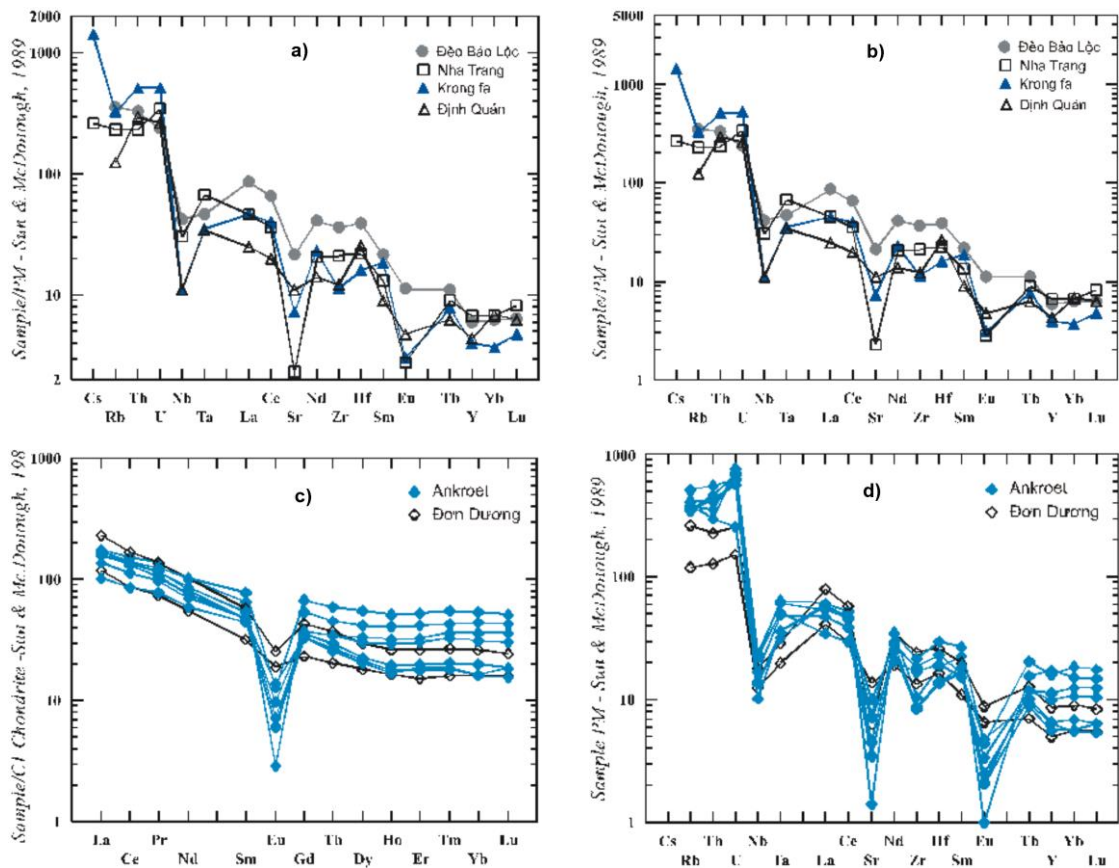 2000
1000
100
10
2
Sample/PM - Sun & McDonough, 1989
a)
Đèo Bảo Lộc
Nha Trang
Krong fa
Định Quán
Cs Th Nb La Sr Zr Sm Tb Yb
Rb U Ta Ce Nd Hf Eu Y Lu
5000
1000
100
10
1
Sample/PM - Sun & McDonough, 1989
b)
Đèo Bảo Lộc
Nha Trang
Krong fa
Định Quán
Cs Th Nb La Sr Zr Sm Tb Yb
Rb U Ta Ce Nd Hf Eu Y Lu
1000
100
10
1
Sample/C1 Chondrite -Sun & Mc.Donough, 198
c)
Ankroet
Đơn Dương
La Pr Eu Tb Ho Tm Lu
Ce Nd Sm Gd Dy Er Yb
1000
100
10
1
Sample PM - Sun & McDonough, 1989
d)
Ankroet
Đơn Dương
Cs Th Nb La Sr Zr Sm Tb Yb
Rb U Ta Ce Nd Hf Eu Y Lu